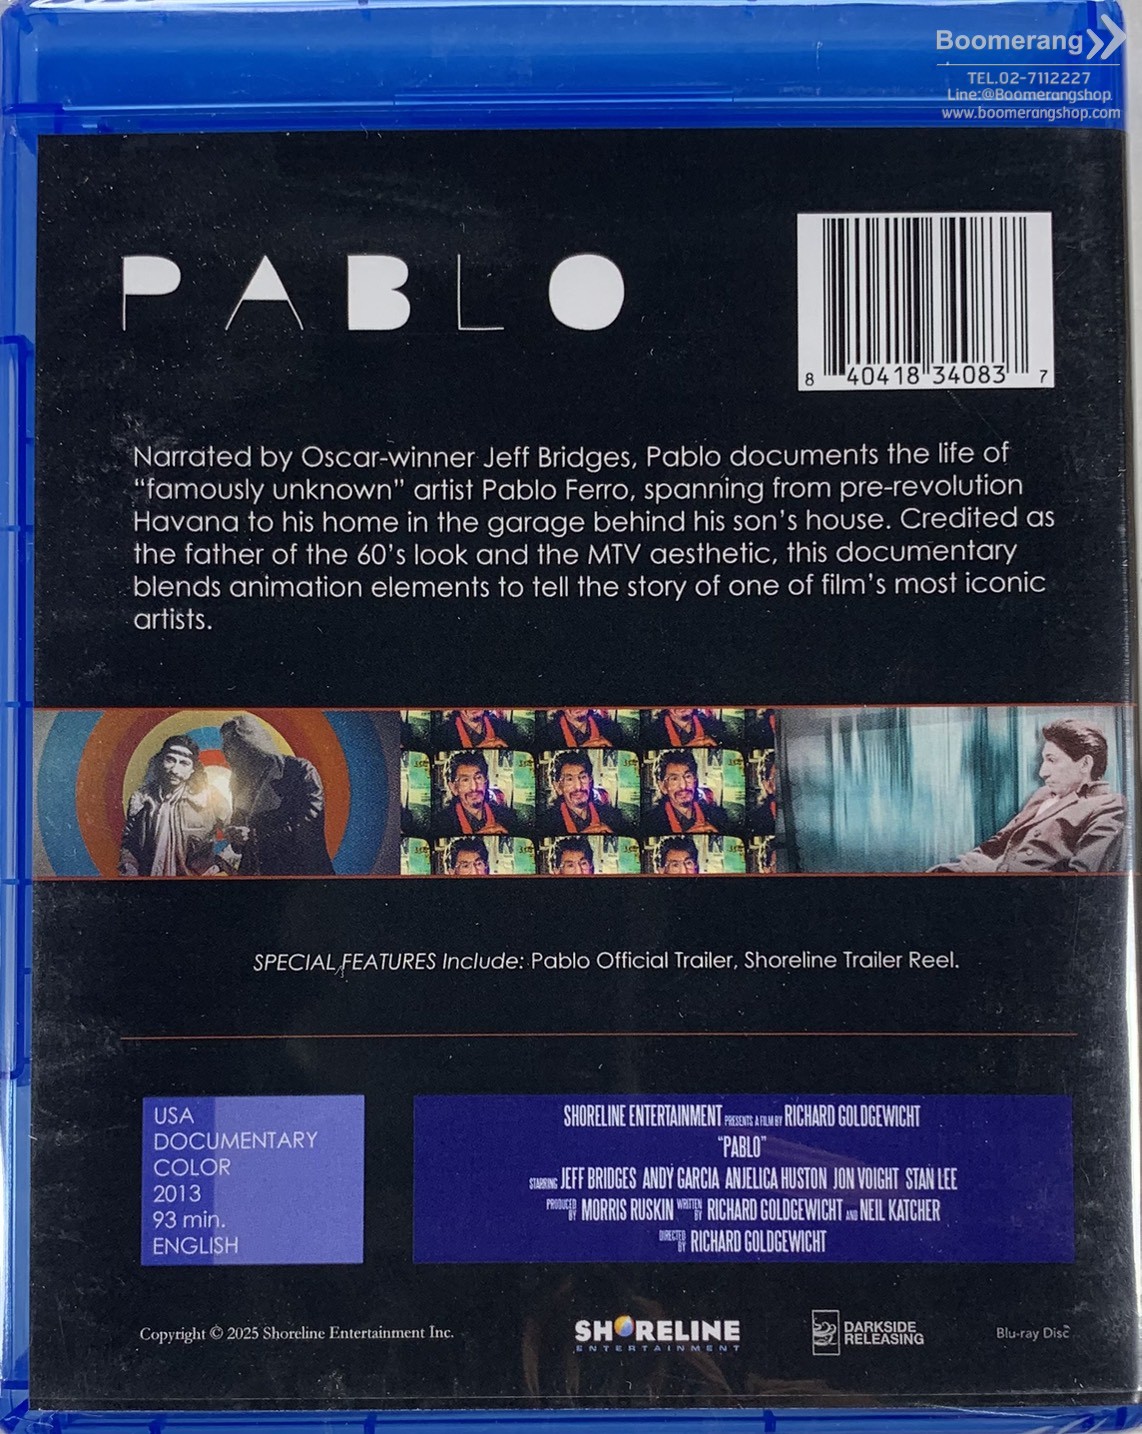 Boomerang
TEL.02-7112227
Line:@Boomerangshop
www.boomerangshop.com
PABLO
8 40418 34083 7
Narrated by Oscar-winner Jeff Bridges, Pablo documents the life of
“famously unknown” artist Pablo Ferro, spanning from pre-revolution
Havana to his home in the garage behind his son’s house. Credited as
the father of the 60’s look and the MTV aesthetic, this documentary
blends animation elements to tell the story of one of film’s most iconic
artists.
SPECIAL FEATURES Include: Pablo Official Trailer, Shoreline Trailer Reel.
USA
DOCUMENTARY
COLOR
2013
93 min.
ENGLISH
SHORELINE ENTERTAINMENT PRESENTS A FILM BY RICHARD GOLDGEWICHT
“PABLO”
STARRING JEFF BRIDGES ANDY GARCIA ANJELICA HUSTON JON VOIGHT STAN LEE
PRODUCED BY MORRIS RUSKIN WRITTEN BY RICHARD GOLDGEWICHT AND NEIL KATCHER
DIRECTED BY RICHARD GOLDGEWICHT
Copyright © 2025 Shoreline Entertainment Inc.
SHORELINE
ENTERTAINMENT
DARKSIDE
RELEASING
Blu-ray Disc